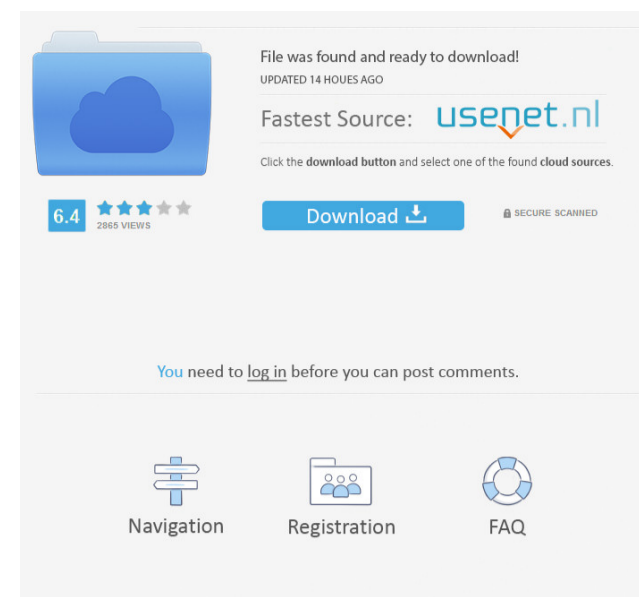 File was found and ready to download!
UPDATED 14 HOUES AGO
Fastest Source: usenet.nl
Click the download button and select one of the found cloud sources.
6.4
2865 VIEWS
Download
SECURE SCANNED
You need to log in before you can post comments.
Navigation
Registration
FAQ